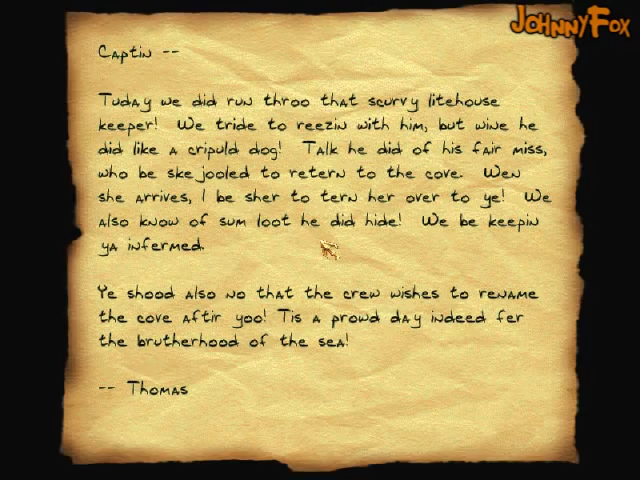 JohnnyFox
Captin --
Tuday we did run throo that scurvy litehouse
keeper! We tride to reezin with him, but wine he
did like a cripuld dog! Talk he did of his fair miss,
who be skejooled to retern to the cove. Wen
she arrives, I be sher to tern her over to ye! We
also know of sum loot he did hide! We be keepin
ya infermed.
Ye shood also no that the crew wishes to rename
the cove aftir yoo! Tis a prowd day indeed fer
the brutherhood of the sea!
-- Thomas